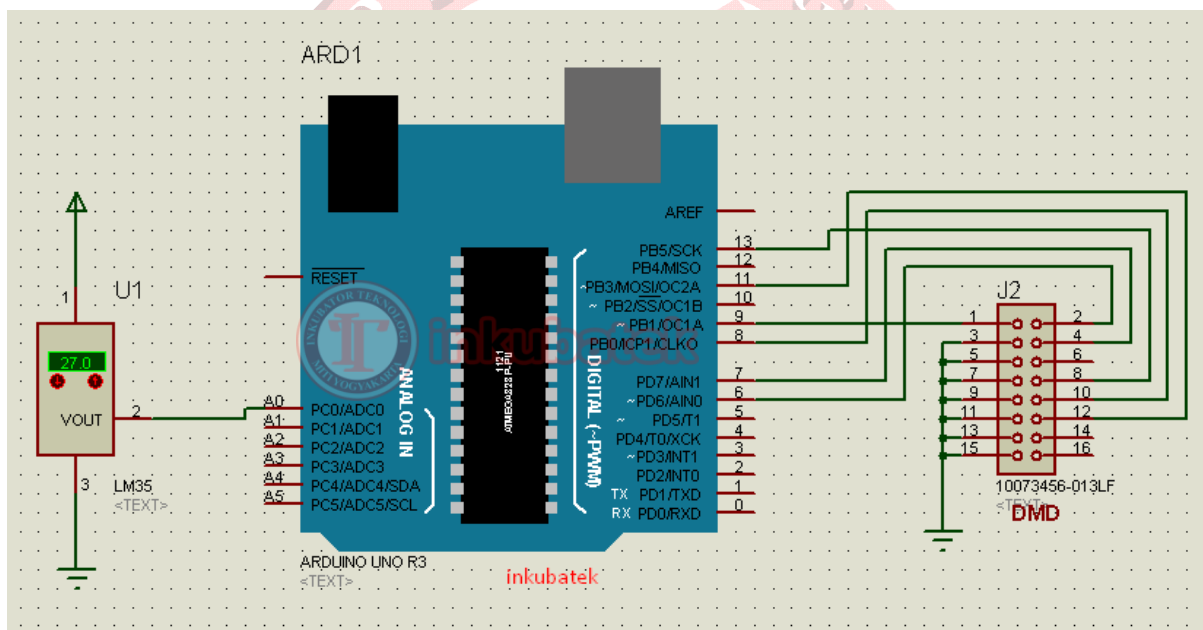 ARD1
AREF
RESET
PB5/SCK 13
PB4/MISO 12
~PB3/MOSI/OC2A 11
~ PB2/SS/OC1B 10
~ PB1/OC1A 9
PB0/ICP1/CLKO 8
PD7/AIN1 7
~PD6/AIN0 6
~ PD5/T1 5
PD4/T0/XCK 4
~PD3/INT1 3
PD2/INT0 2
TX PD1/TXD 1
RX PD0/RXD 0
DIGITAL (~PWM)
ANALOG IN
A0 PC0/ADC0
A1 PC1/ADC1
A2 PC2/ADC2
A3 PC3/ADC3
A4 PC4/ADC4/SDA
A5 PC5/ADC5/SCL
1121
INKUBATOR TEKNOLOGI
inkubatek
ARDUINO UNO R3
<TEXT>
inkubatek
U1
1
27.0
VOUT 2
3
LM35
<TEXT>
J2
1 2
3 4
5 6
7 8
9 10
11 12
13 14
15 16
10073456-013LF
<TEXT>
DMD